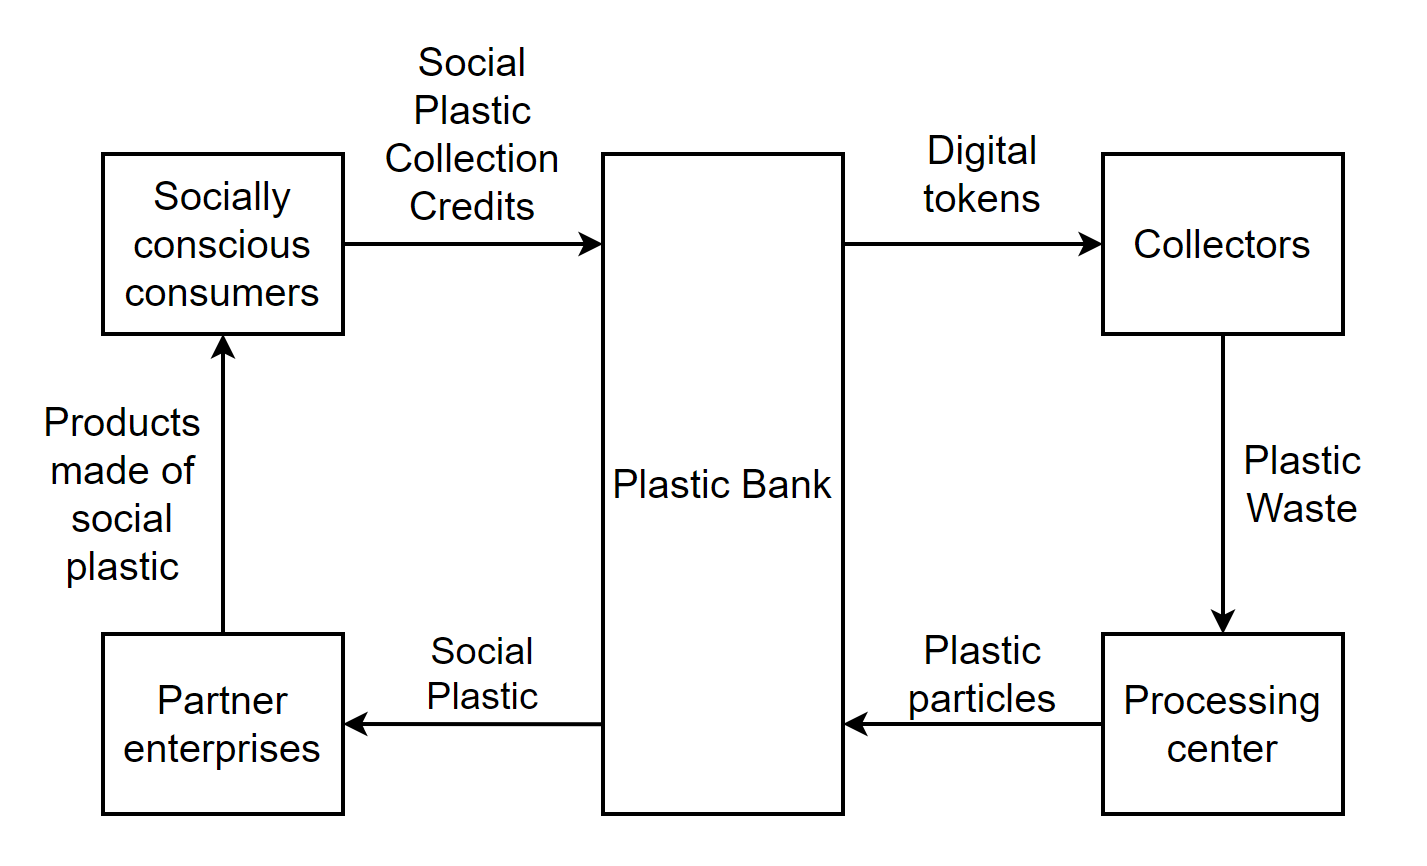 Social
Plastic
Collection
Credits
Digital
tokens
Socially
conscious
consumers
Collectors
Products
made of
social
plastic
Plastic Bank
Plastic
Waste
Social
Plastic
Plastic
particles
Partner
enterprises
Processing
center